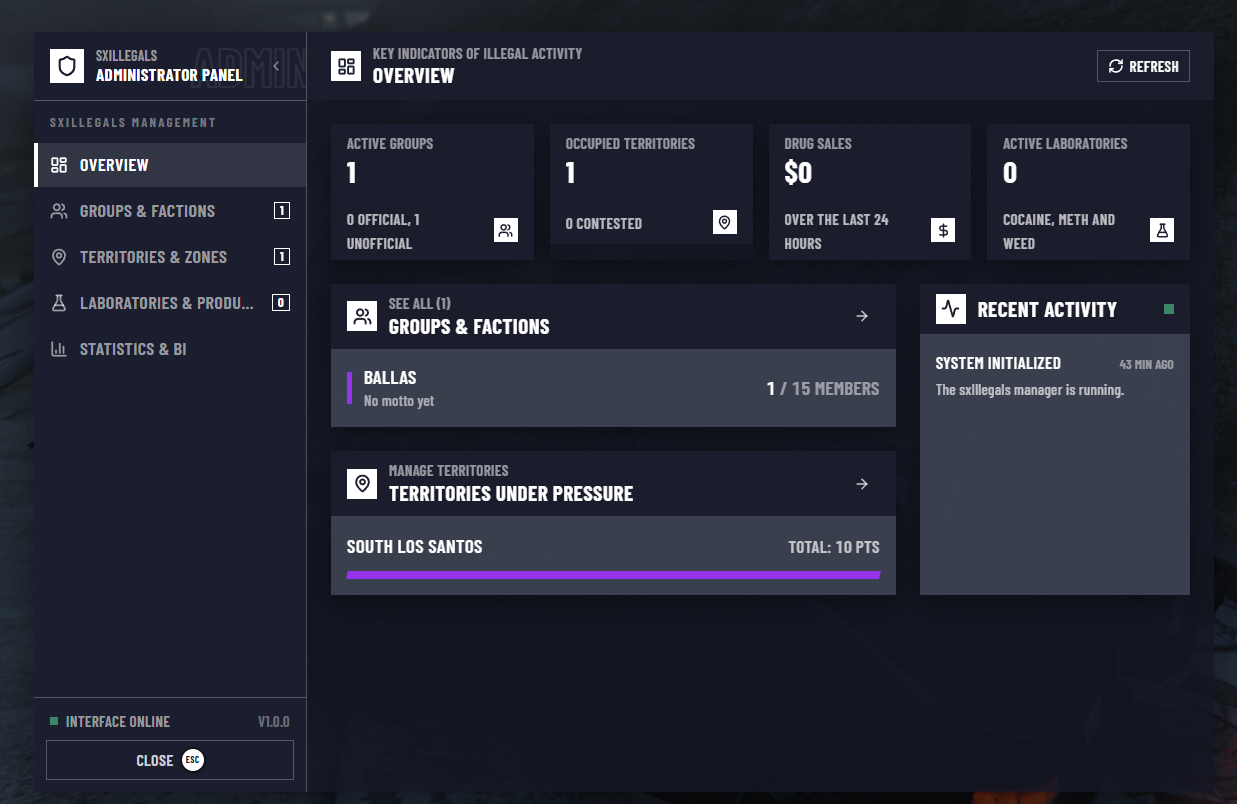 SXILLEGALS
ADMINISTRATOR PANEL
ADMIN
SXILLEGALS MANAGEMENT
OVERVIEW
GROUPS & FACTIONS 1
TERRITORIES & ZONES 1
LABORATORIES & PRODU... 0
STATISTICS & BI
INTERFACE ONLINE V1.0.0
CLOSE ESC
KEY INDICATORS OF ILLEGAL ACTIVITY
OVERVIEW
REFRESH
ACTIVE GROUPS
1
0 OFFICIAL, 1
UNOFFICIAL
OCCUPIED TERRITORIES
1
0 CONTESTED
DRUG SALES
$0
OVER THE LAST 24
HOURS
ACTIVE LABORATORIES
0
COCAINE, METH AND
WEED
SEE ALL (1)
GROUPS & FACTIONS
BALLAS
No motto yet
1 / 15 MEMBERS
MANAGE TERRITORIES
TERRITORIES UNDER PRESSURE
SOUTH LOS SANTOS
TOTAL: 10 PTS
RECENT ACTIVITY
SYSTEM INITIALIZED 43 MIN AGO
The sxIllegals manager is running.